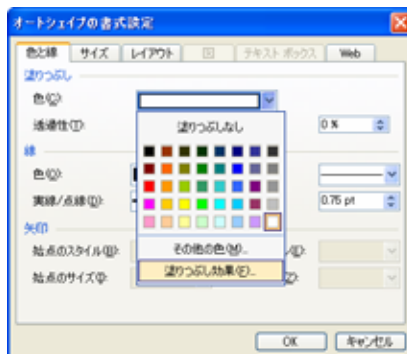 オートシェイプの書式設定
色と線 サイズ レイアウト 図 テキスト ボックス Web
塗りつぶし
色(C):
透過性(T): 0 %
塗りつぶしなし
線
色(O):
実線/点線(D): 0.75 pt
その他の色(M)...
塗りつぶし効果(F)...
矢印
始点のスタイル(B):
始点のサイズ(I): (Z):
OK キャンセル